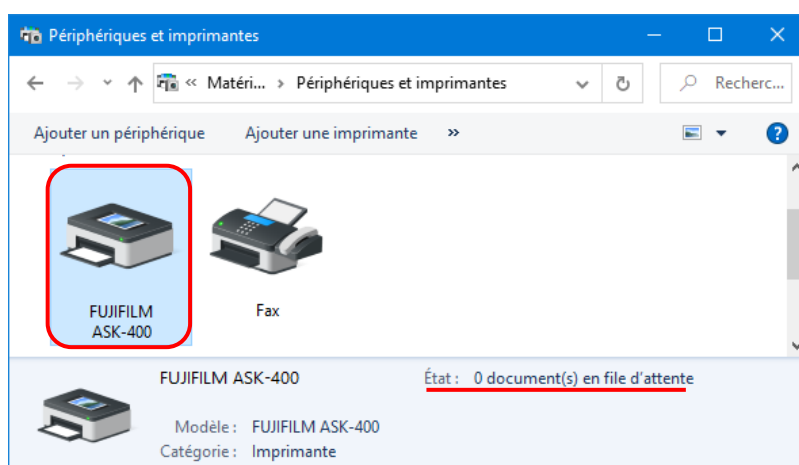 Périphériques et imprimantes
« Matéri... > Périphériques et imprimantes
Recherc...
Ajouter un périphérique Ajouter une imprimante »
?
FUJIFILM
ASK-400
Fax
FUJIFILM ASK-400 État : 0 document(s) en file d'attente
Modèle : FUJIFILM ASK-400
Catégorie : Imprimante